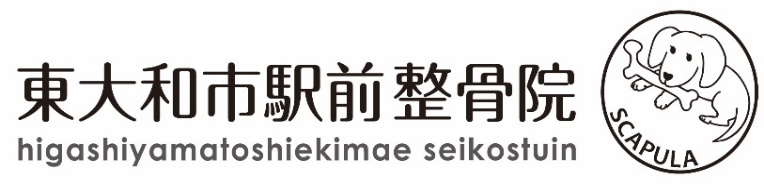 東大和市駅前整骨院
higashiyamatoshiekimae seikostuin
SCAPULA